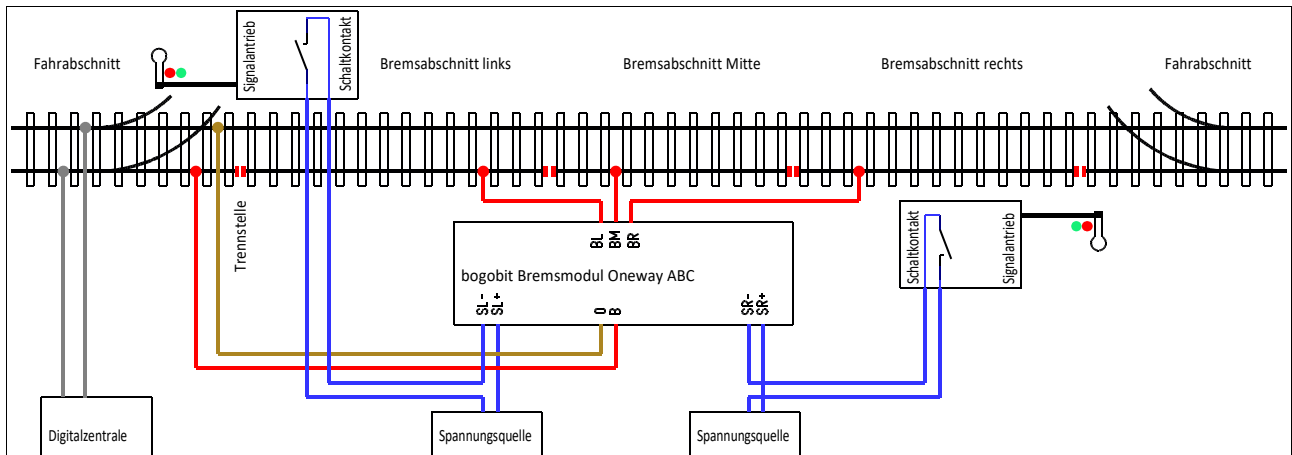 Signalantrieb
Schaltkontakt
Fahrabschnitt
Bremsabschnitt links
Bremsabschnitt Mitte
Bremsabschnitt rechts
Fahrabschnitt
Trennstelle
BL
BM
BR
bogobit Bremsmodul Oneway ABC
SL-
SL+
0
B
SR-
SR+
Schaltkontakt
Signalantrieb
Digitalzentrale
Spannungsquelle
Spannungsquelle